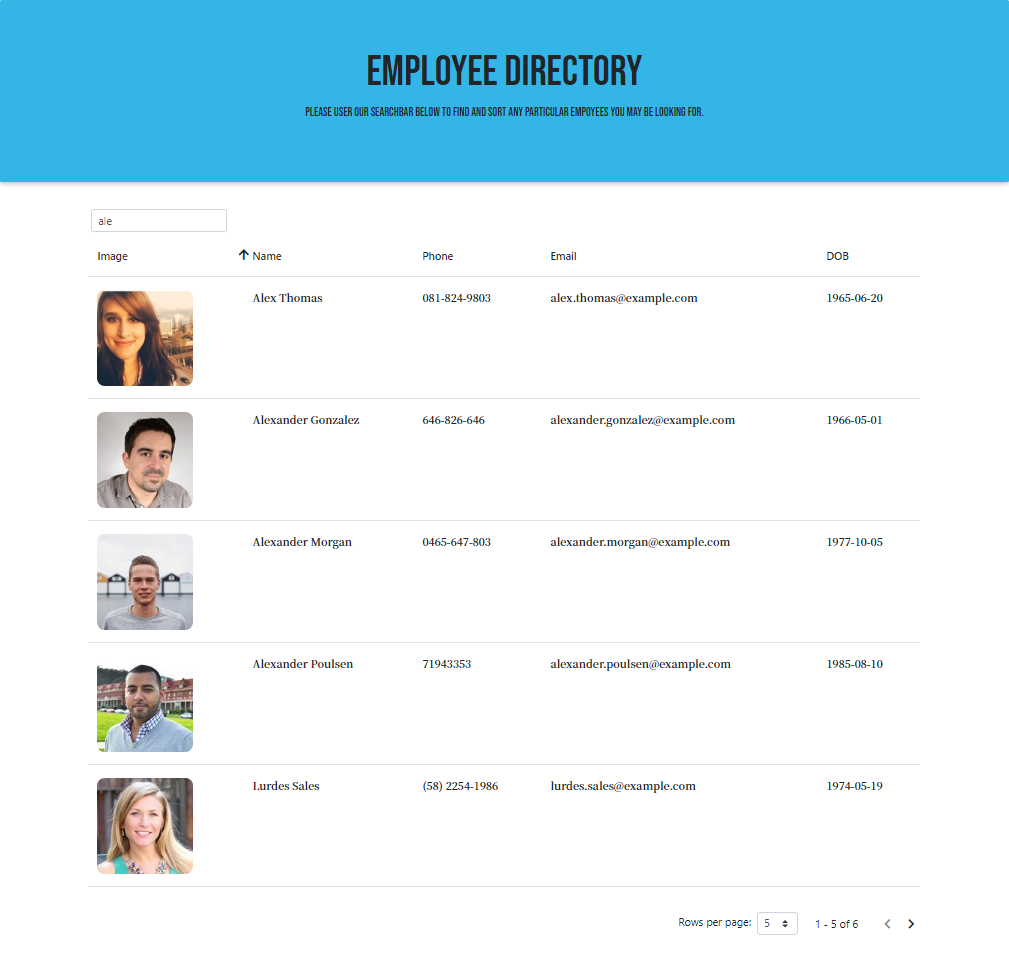 EMPLOYEE DIRECTORY
PLEASE USER OUR SEARCHBAR BELOW TO FIND AND SORT ANY PARTICULAR EMPOYEES YOU MAY BE LOOKING FOR.
ale
Image Name Phone Email DOB
Alex Thomas 081-824-9803 alex.thomas@example.com 1965-06-20
Alexander Gonzalez 646-826-646 alexander.gonzalez@example.com 1966-05-01
Alexander Morgan 0465-647-803 alexander.morgan@example.com 1977-10-05
Alexander Poulsen 71943353 alexander.poulsen@example.com 1985-08-10
Lurdes Sales (58) 2254-1986 lurdes.sales@example.com 1974-05-19
Rows per page: 5 1 - 5 of 6